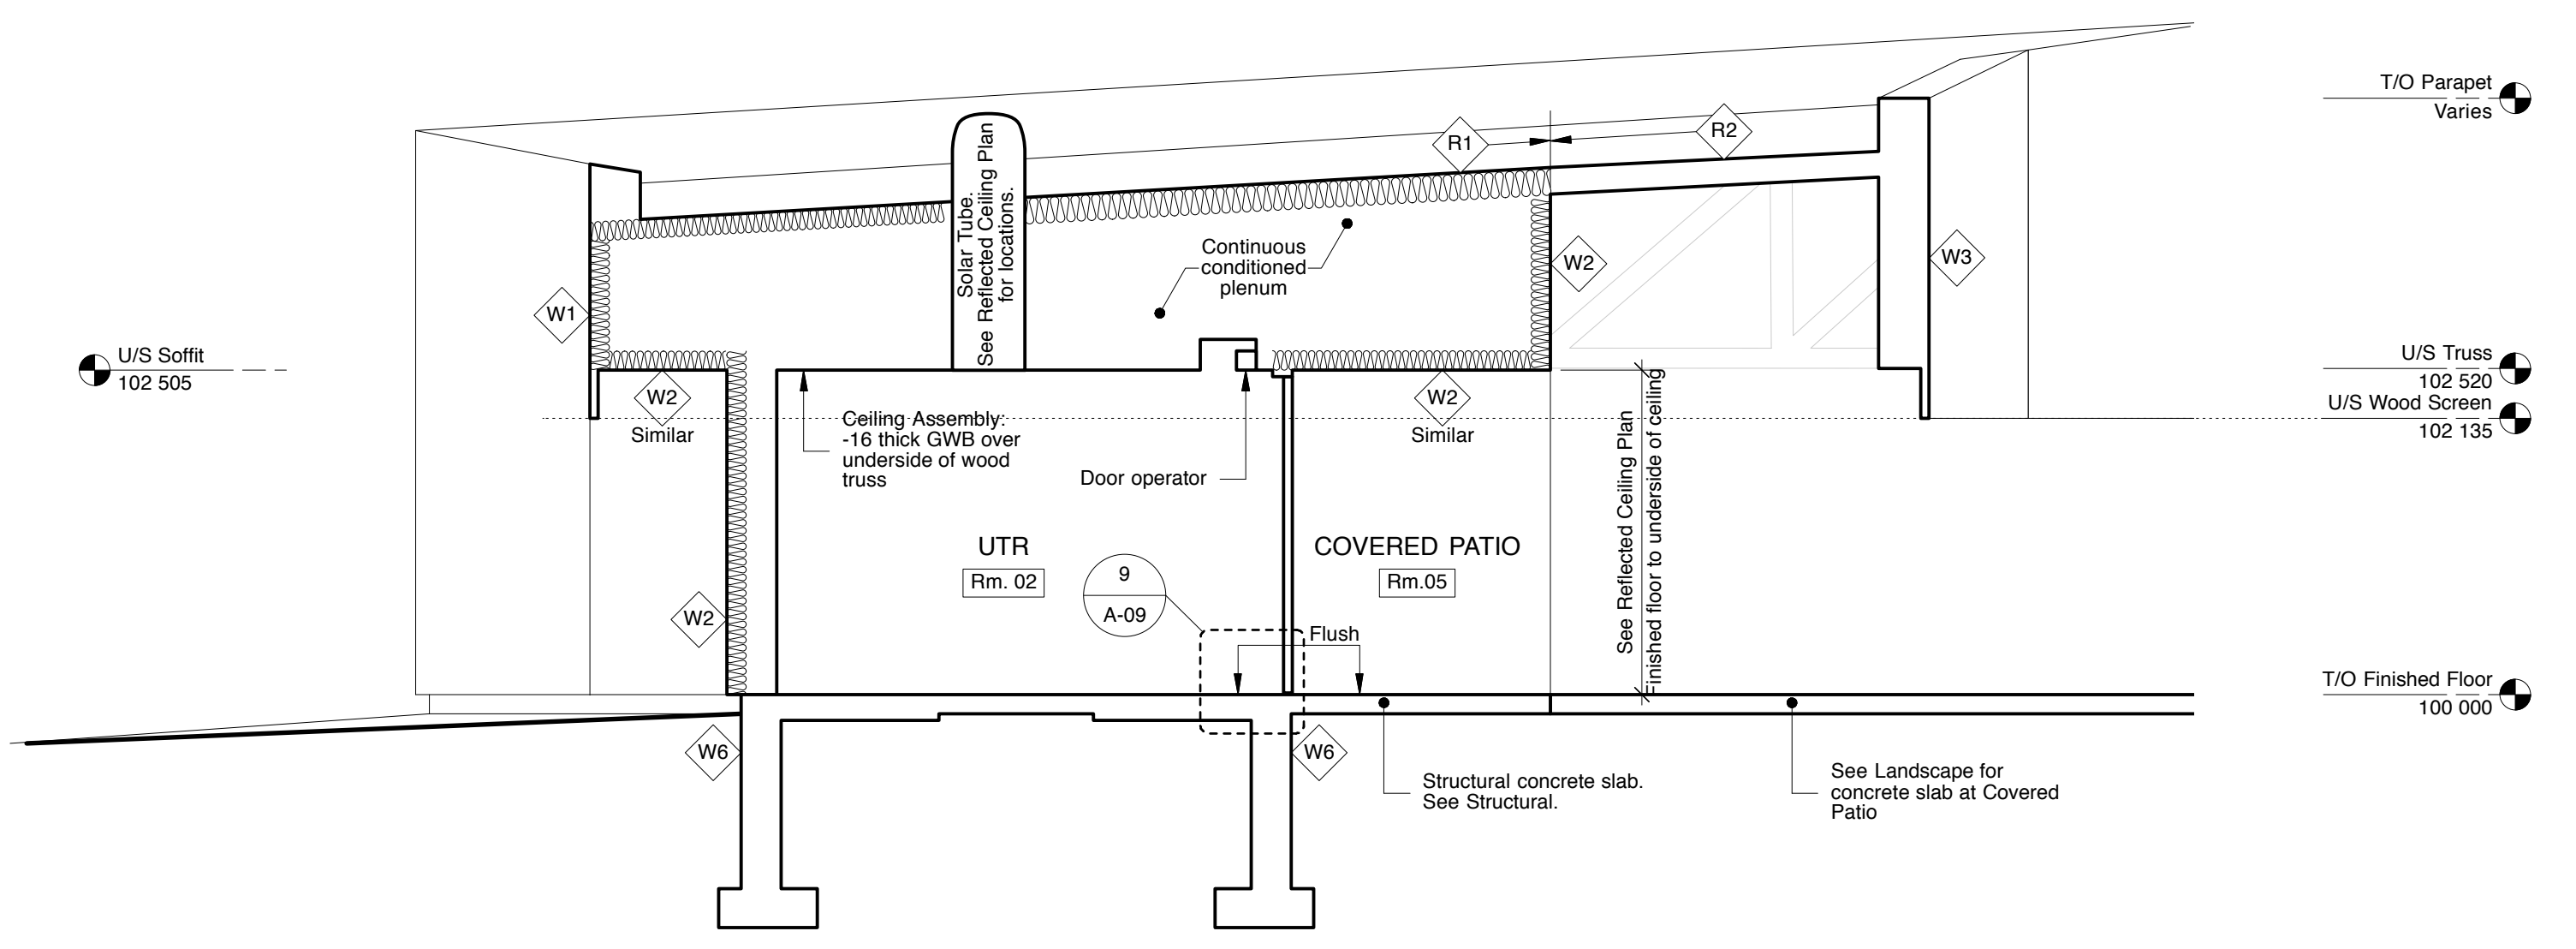 T/O Parapet
Varies
R1
R2
Solar Tube.
See Reflected Ceiling Plan
for locations.
Continuous
conditioned
plenum
W2
W3
W1
U/S Soffit
102 505
U/S Truss
102 520
U/S Wood Screen
102 135
W2
Similar
W2
Similar
Ceiling Assembly:
-16 thick GWB over
underside of wood
truss
Door operator
See Reflected Ceiling Plan
Finished floor to underside of ceiling
UTR
Rm. 02
COVERED PATIO
Rm.05
9
A-09
W2
Flush
T/O Finished Floor
100 000
W6
W6
Structural concrete slab.
See Structural.
See Landscape for
concrete slab at Covered
Patio